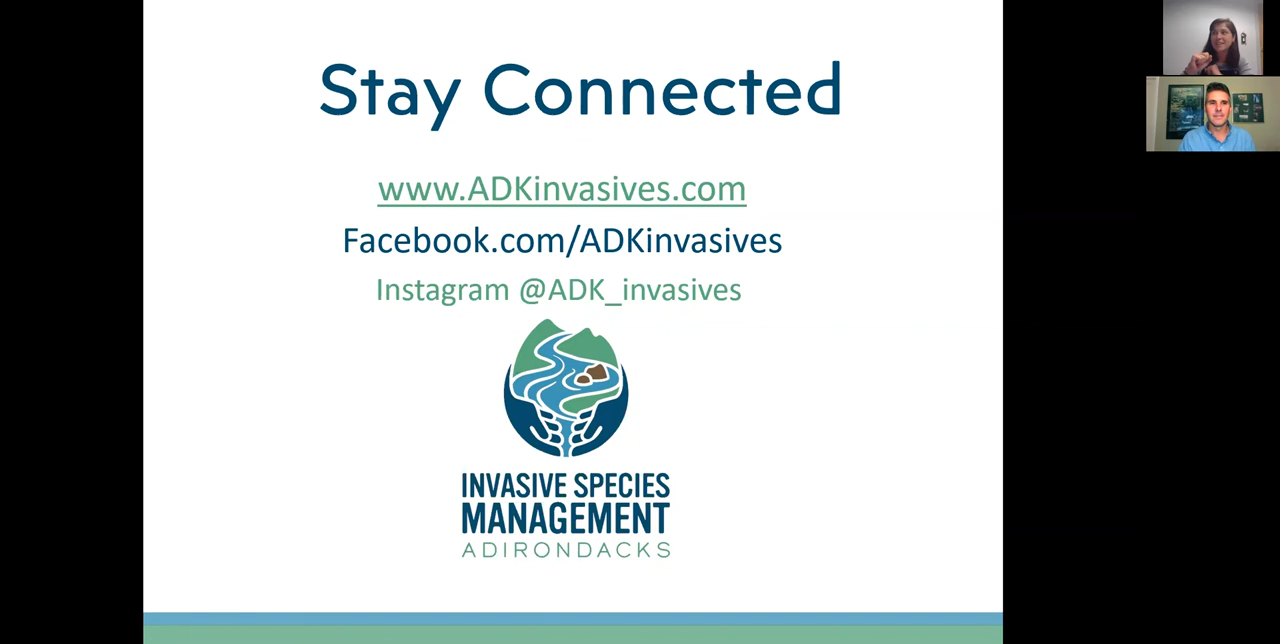 Stay Connected
www.ADKinvasives.com
Facebook.com/ADKinvasives
Instagram @ADK_invasives
INVASIVE SPECIES
MANAGEMENT
ADIRONDACKS